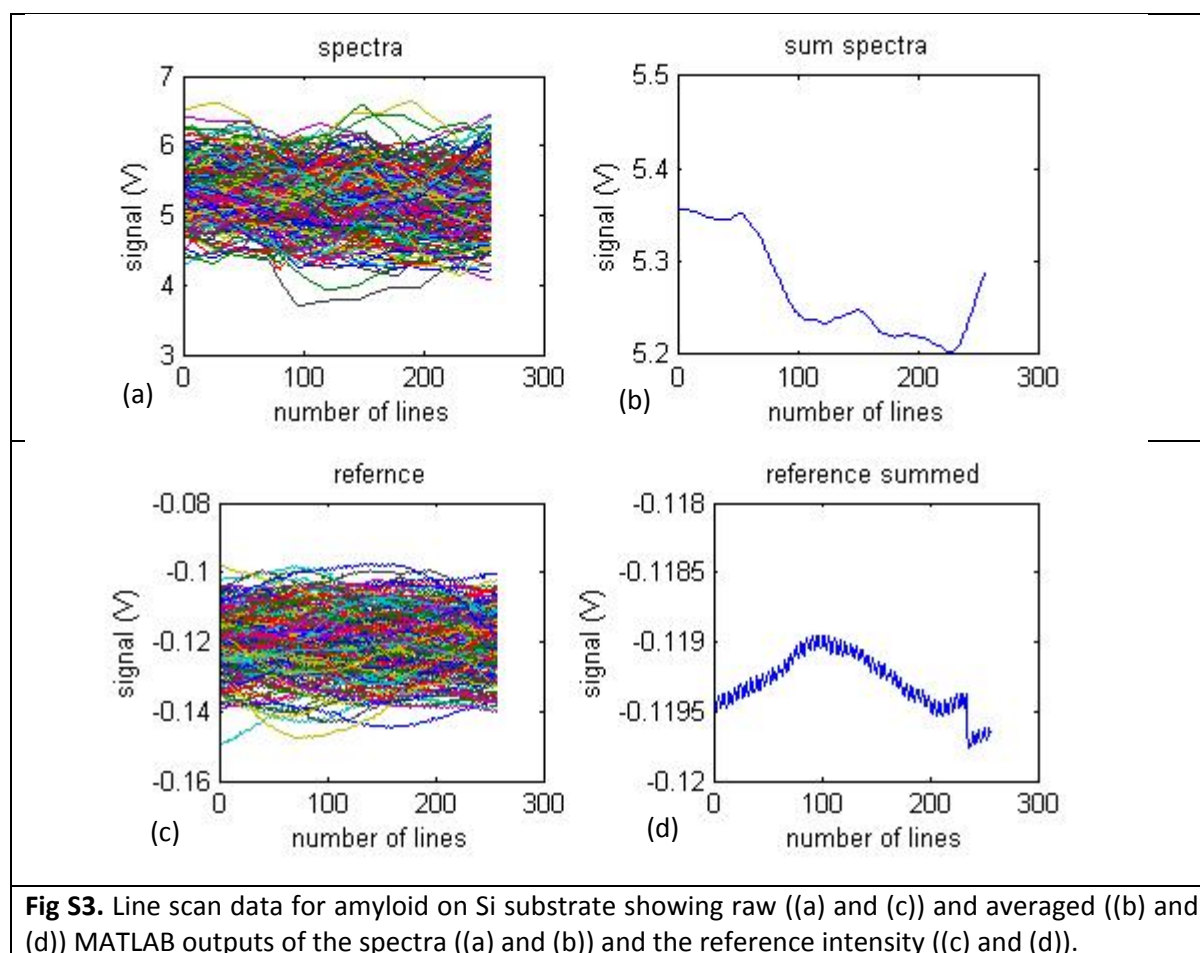 spectra
7
6
5
4
3
signal (V)
0 100 200 300
number of lines
(a)
sum spectra
5.5
5.4
5.3
5.2
signal (V)
0 100 200 300
number of lines
(b)
refernce
-0.08
-0.1
-0.12
-0.14
-0.16
signal (V)
0 100 200 300
number of lines
(c)
reference summed
-0.118
-0.1185
-0.119
-0.1195
-0.12
signal (V)
0 100 200 300
number of lines
(d)
Fig S3. Line scan data for amyloid on Si substrate showing raw ((a) and (c)) and averaged ((b) and
(d)) MATLAB outputs of the spectra ((a) and (b)) and the reference intensity ((c) and (d)).